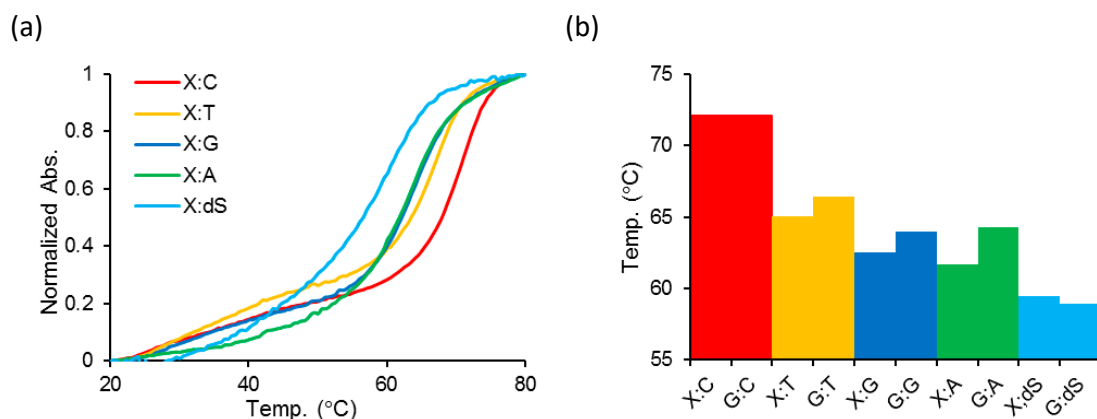 (a)
Normalized Abs.
1
0.8
0.6
0.4
0.2
0
X:C
X:T
X:G
X:A
X:dS
20
40
60
80
Temp. (°C)
(b)
Temp. (°C)
75
70
65
60
55
X:C
G:C
X:T
G:T
X:G
G:G
X:A
G:A
X;dS
G:dS